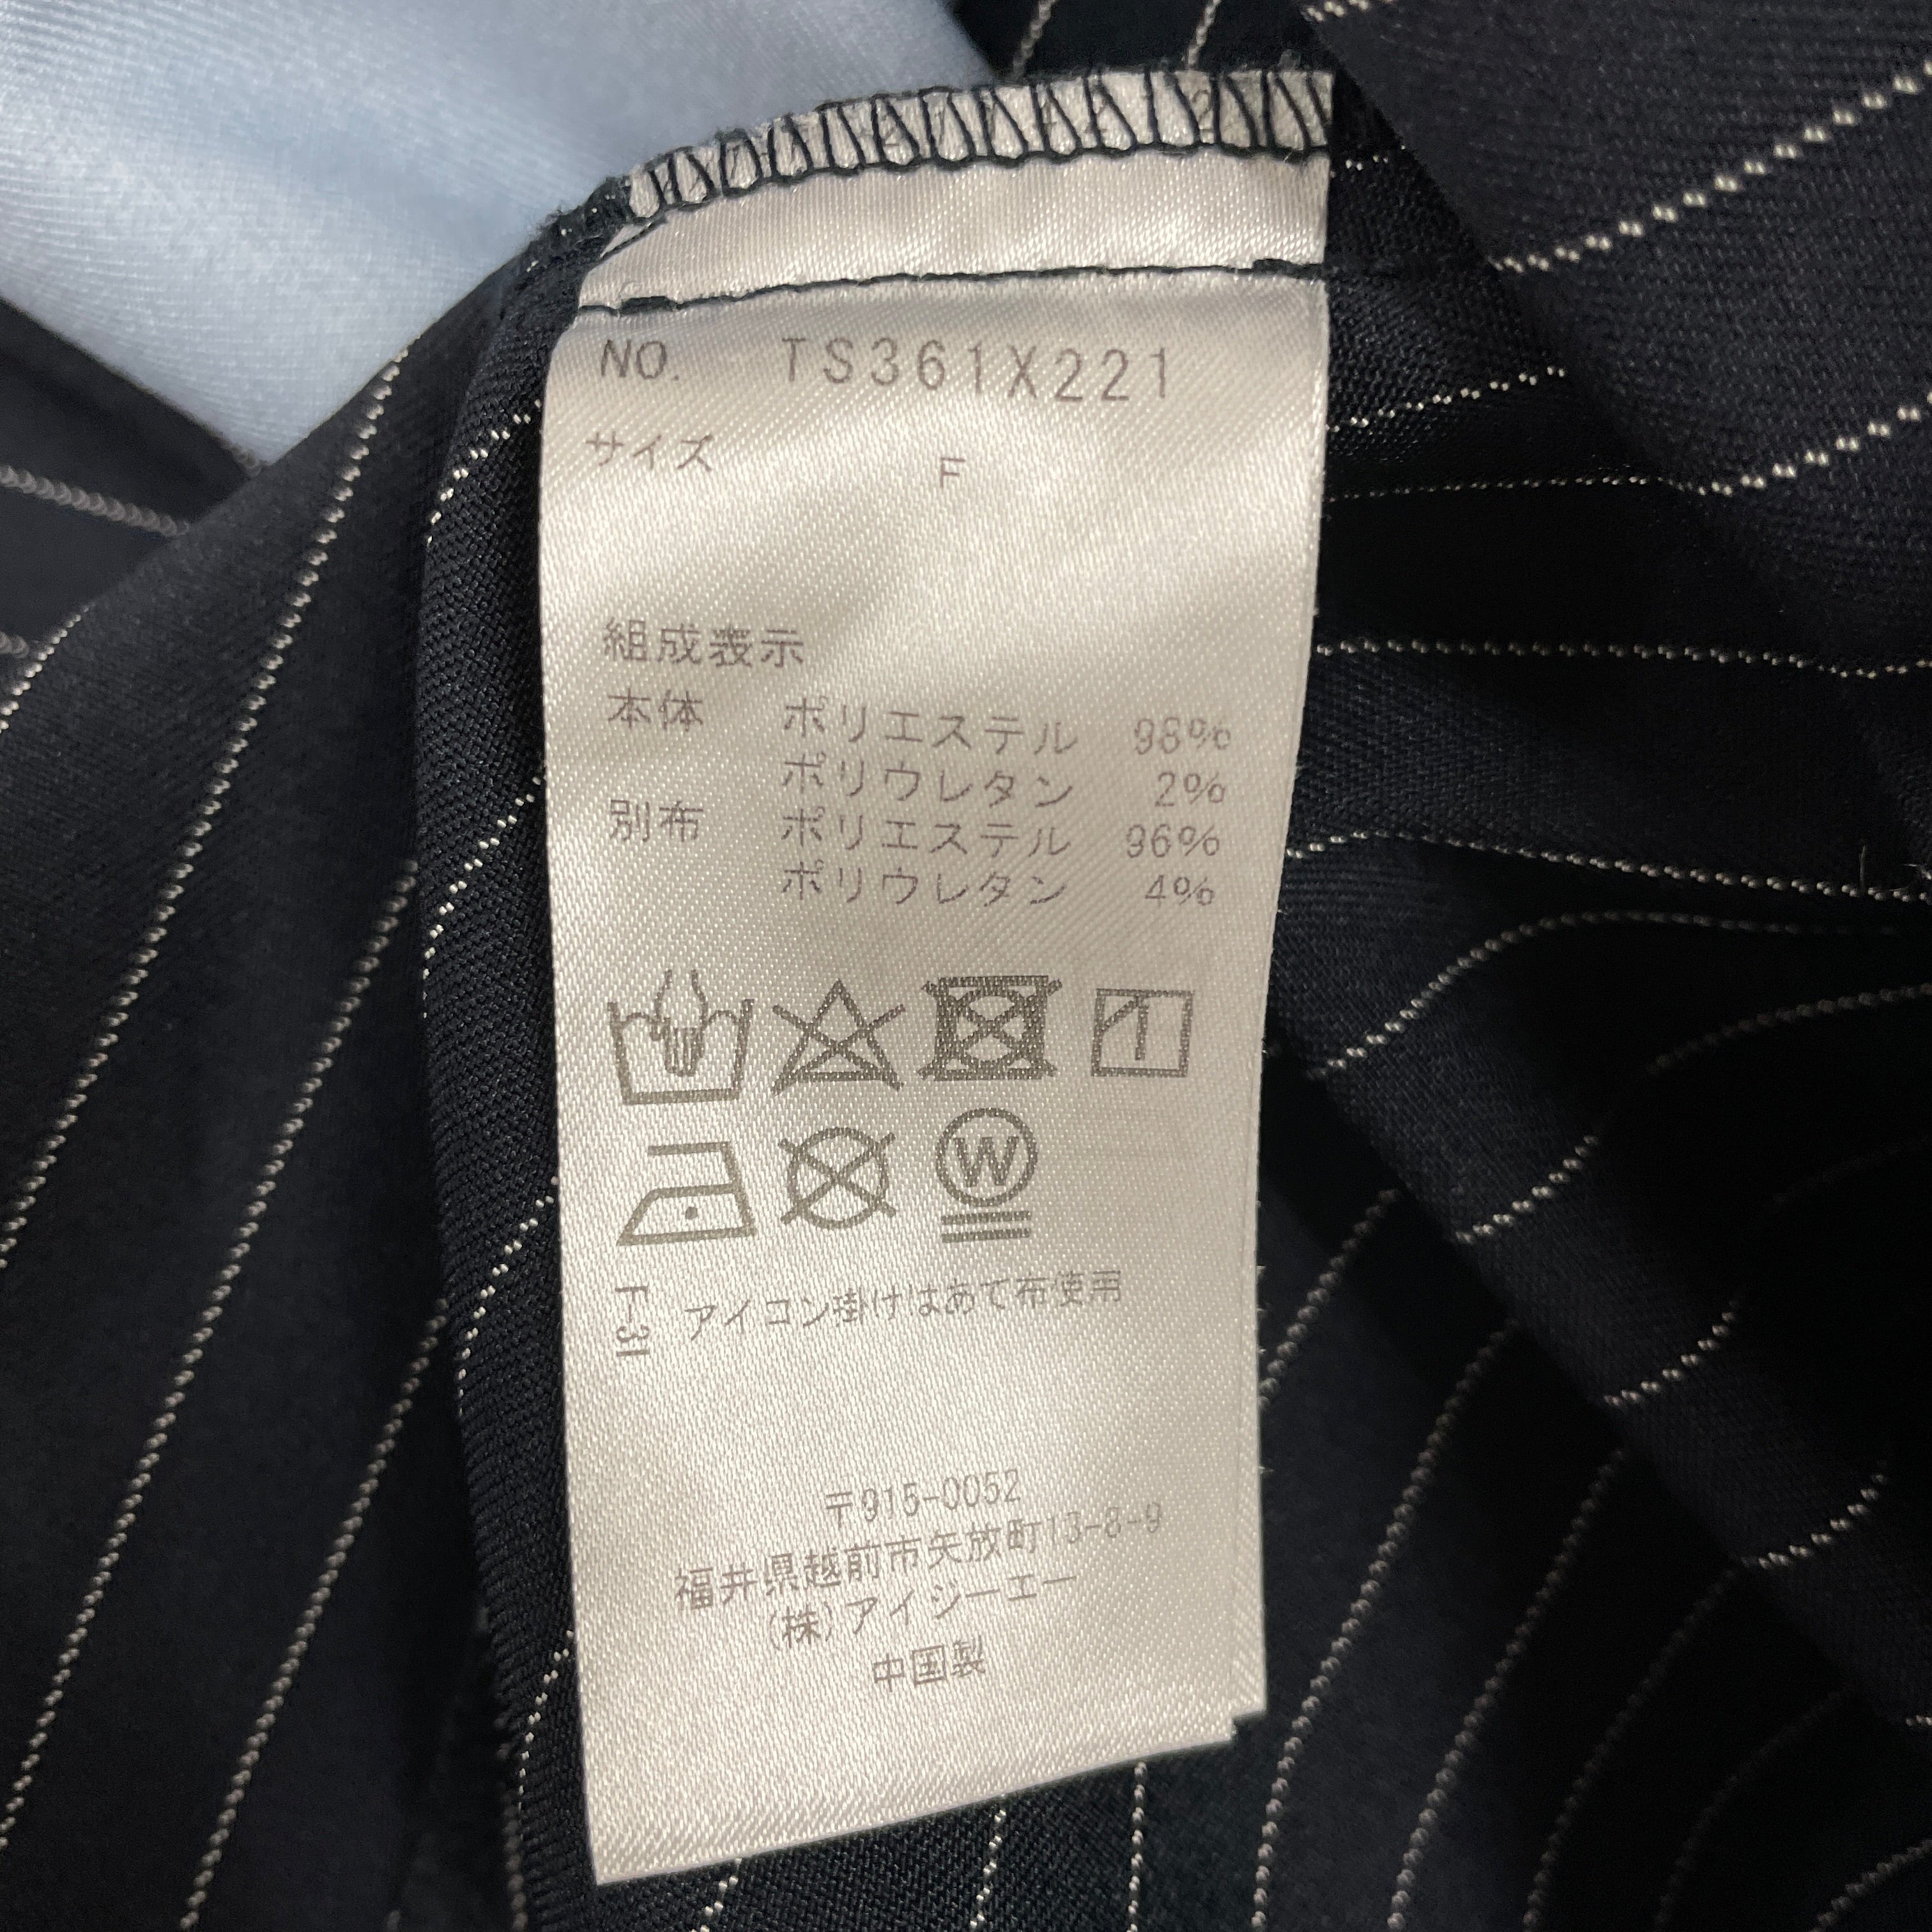 NO. TS361X221
サイズ F
組成表示
本体 ポリエステル 98%
ポリウレタン 2%
別布 ポリエステル 96%
ポリウレタン 4%
W
T-31 アイコン掛けはあて布使用
〒915-0052
福井県越前市矢放町13-8-9
(株)アイシーエー
中国製